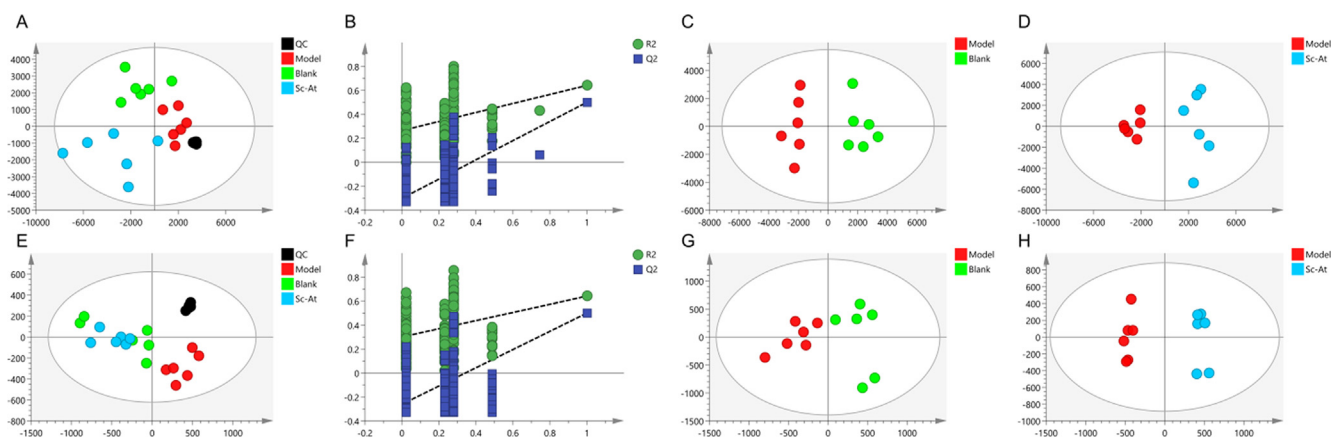 A
QC
Model
Blank
Sc-At
4000
3000
2000
1000
0
-1000
-2000
-3000
-4000
-5000
-10000 -6000 -2000 2000 6000
B
R2
Q2
0.8
0.6
0.4
0.2
0
-0.2
-0.4
-0.2 0 0.2 0.4 0.6 0.8 1
C
Model
Blank
4000
2000
0
-2000
-4000
-6000
-8000 -6000 -4000 -2000 0 2000 4000 6000
D
Model
Sc-At
6000
4000
2000
0
-2000
-4000
-6000
-8000
-10000 -6000 -2000 2000 6000
E
QC
Model
Blank
Sc-At
600
400
200
0
-200
-400
-600
-800
-1500 -1000 -500 0 500 1000
F
R2
Q2
0.8
0.6
0.4
0.2
0
-0.2
-0.4
-0.2 0 0.2 0.4 0.6 0.8 1
G
Model
Blank
1000
500
0
-500
-1000
-1500
-1500 -1000 -500 0 500 1000
H
Model
Sc-At
800
600
400
200
0
-200
-400
-600
-800
-1000
-1500 -1000 -500 0 500 1000